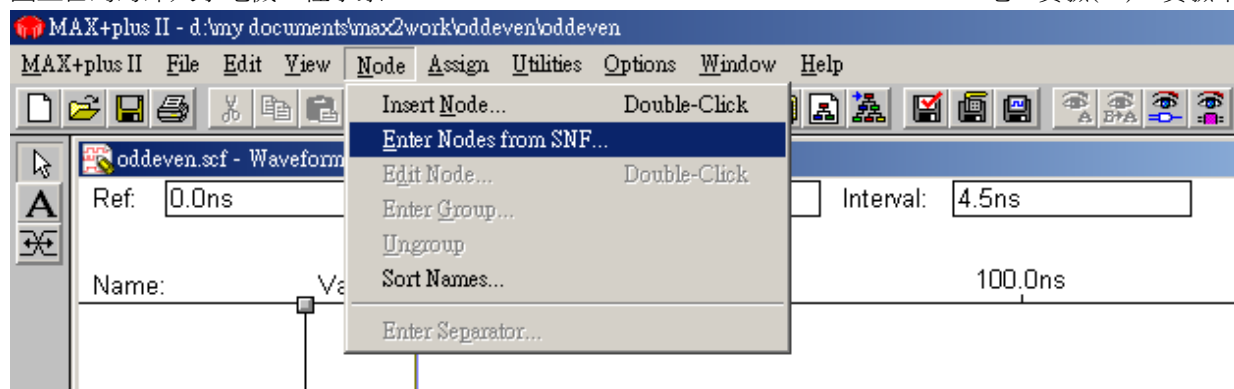 MAX+plus II - d:\my documents\max2work\oddeven\oddeven
MAX+plus II File Edit View Node Assign Utilities Options Window Help
Insert Node... Double-Click
Enter Nodes from SNF...
oddeven.scf - Waveform
Edit Node... Double-Click
Ref: 0.0ns Interval: 4.5ns
Enter Group...
Ungroup
Name: Sort Names... 100.0ns
Enter Separator...